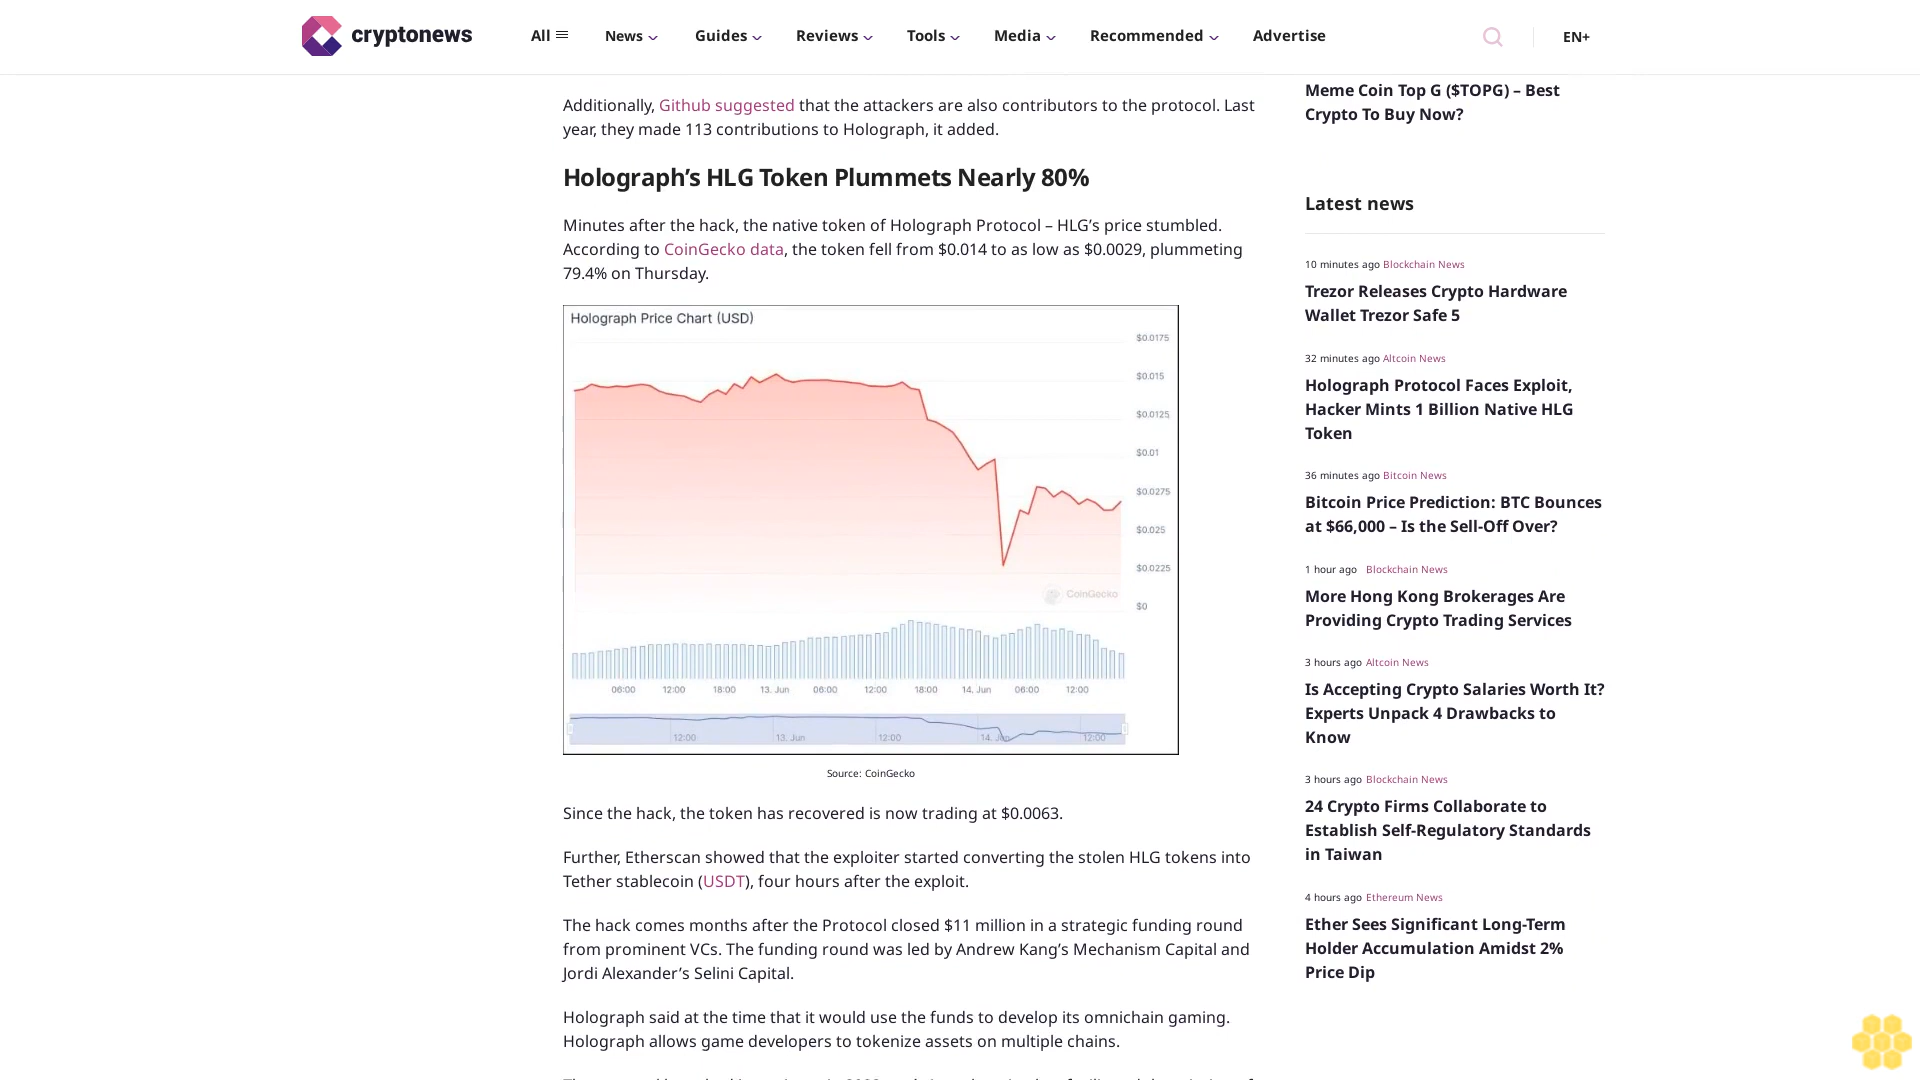 cryptonews
All
News
Guides
Reviews
Tools
Media
Recommended
Advertise
EN+
Additionally, Github suggested that the attackers are also contributors to the protocol. Last
year, they made 113 contributions to Holograph, it added.
Holograph’s HLG Token Plummets Nearly 80%
Minutes after the hack, the native token of Holograph Protocol – HLG’s price stumbled.
According to CoinGecko data, the token fell from $0.014 to as low as $0.0029, plummeting
79.4% on Thursday.
Holograph Price Chart (USD)
$0.0175
$0.015
$0.0125
$0.01
$0.0275
$0.025
$0.0225
$0
CoinGecko
06:00 12:00 18:00 13. Jun 06:00 12:00 18:00 14. Jun 06:00 12:00
12:00 13. Jun 12:00 14. Jun 12:00
Source: CoinGecko
Since the hack, the token has recovered is now trading at $0.0063.
Further, Etherscan showed that the exploiter started converting the stolen HLG tokens into
Tether stablecoin (USDT), four hours after the exploit.
The hack comes months after the Protocol closed $11 million in a strategic funding round
from prominent VCs. The funding round was led by Andrew Kang’s Mechanism Capital and
Jordi Alexander’s Selini Capital.
Holograph said at the time that it would use the funds to develop its omnichain gaming.
Holograph allows game developers to tokenize assets on multiple chains.
Meme Coin Top G ($TOPG) – Best
Crypto To Buy Now?
Latest news
10 minutes ago Blockchain News
Trezor Releases Crypto Hardware
Wallet Trezor Safe 5
32 minutes ago Altcoin News
Holograph Protocol Faces Exploit,
Hacker Mints 1 Billion Native HLG
Token
36 minutes ago Bitcoin News
Bitcoin Price Prediction: BTC Bounces
at $66,000 – Is the Sell-Off Over?
1 hour ago Blockchain News
More Hong Kong Brokerages Are
Providing Crypto Trading Services
3 hours ago Altcoin News
Is Accepting Crypto Salaries Worth It?
Experts Unpack 4 Drawbacks to
Know
3 hours ago Blockchain News
24 Crypto Firms Collaborate to
Establish Self-Regulatory Standards
in Taiwan
4 hours ago Ethereum News
Ether Sees Significant Long-Term
Holder Accumulation Amidst 2%
Price Dip